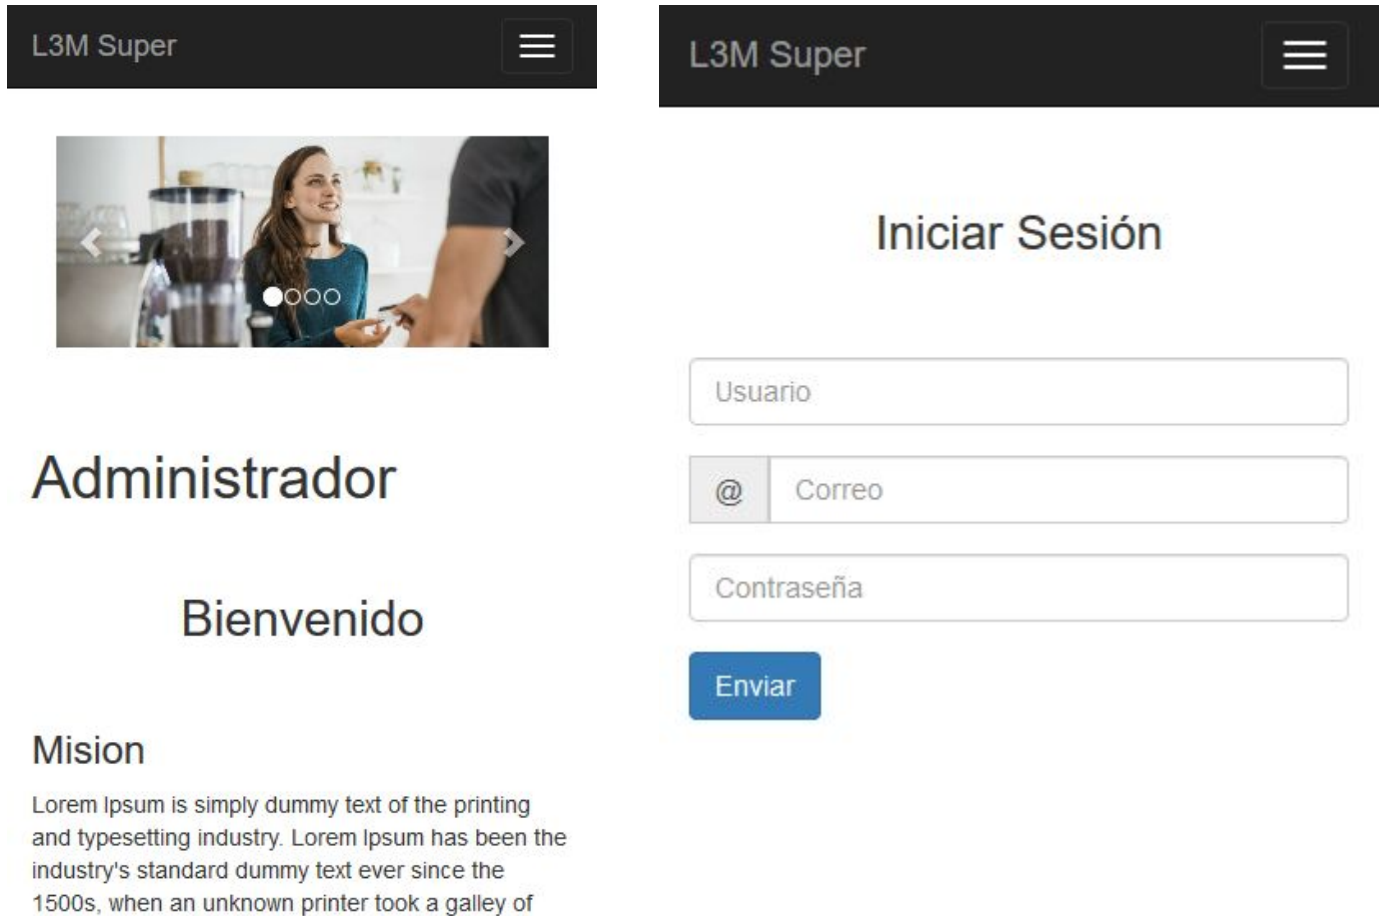 L3M Super
Administrador
Bienvenido
Mision
Lorem Ipsum is simply dummy text of the printing
and typesetting industry. Lorem Ipsum has been the
industry's standard dummy text ever since the
1500s, when an unknown printer took a galley of
L3M Super
Iniciar Sesión
Usuario
@ Correo
Contraseña
Enviar